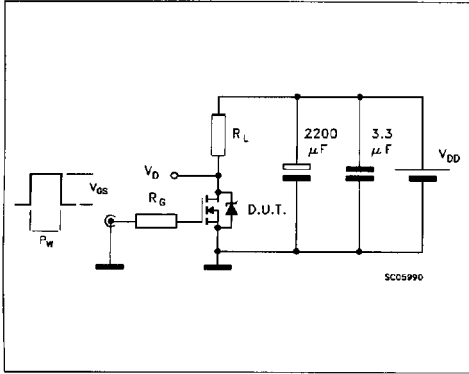 R_L
2200
μF
3.3
μF
V_DD
V_D
V_GS
R_G
D.U.T.
P_W
SC05990